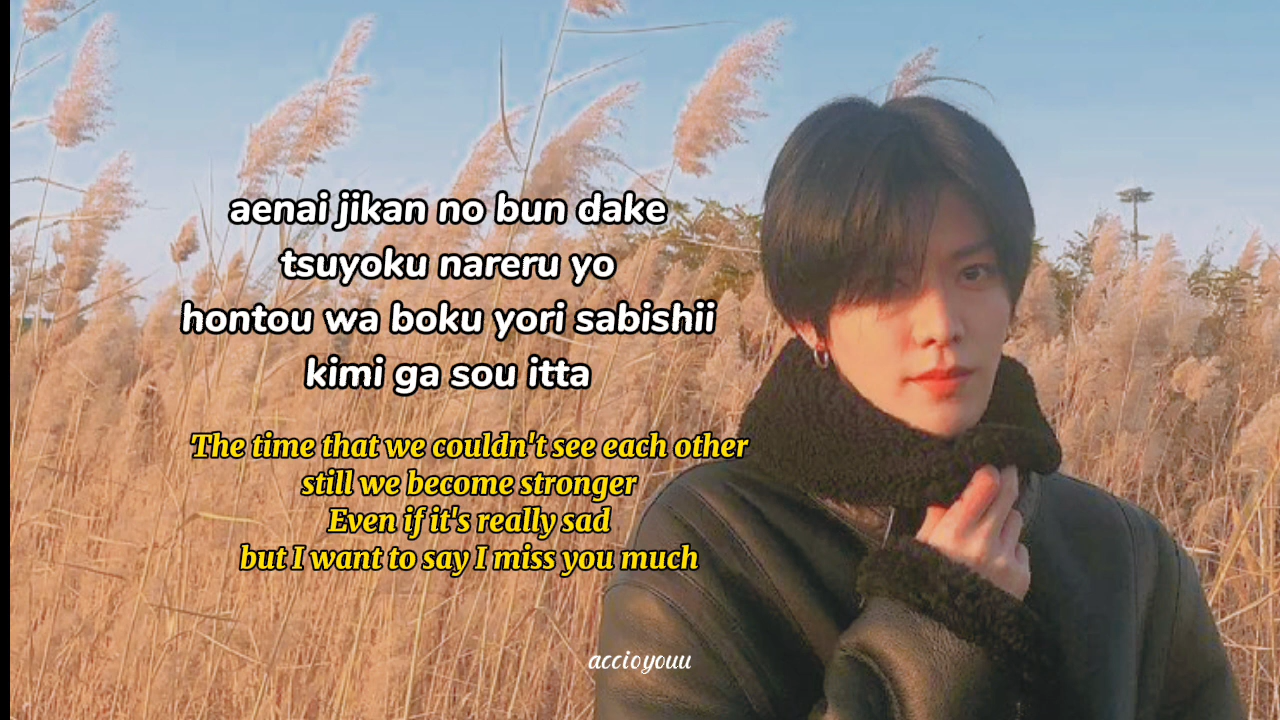 aenai jikan no bun dake
tsuyoku nareru yo
hontou wa boku yori sabishii
kimi ga sou itta
The time that we couldn't see each other
still we become stronger
Even if it's really sad
but I want to say I miss you much
accioyouu